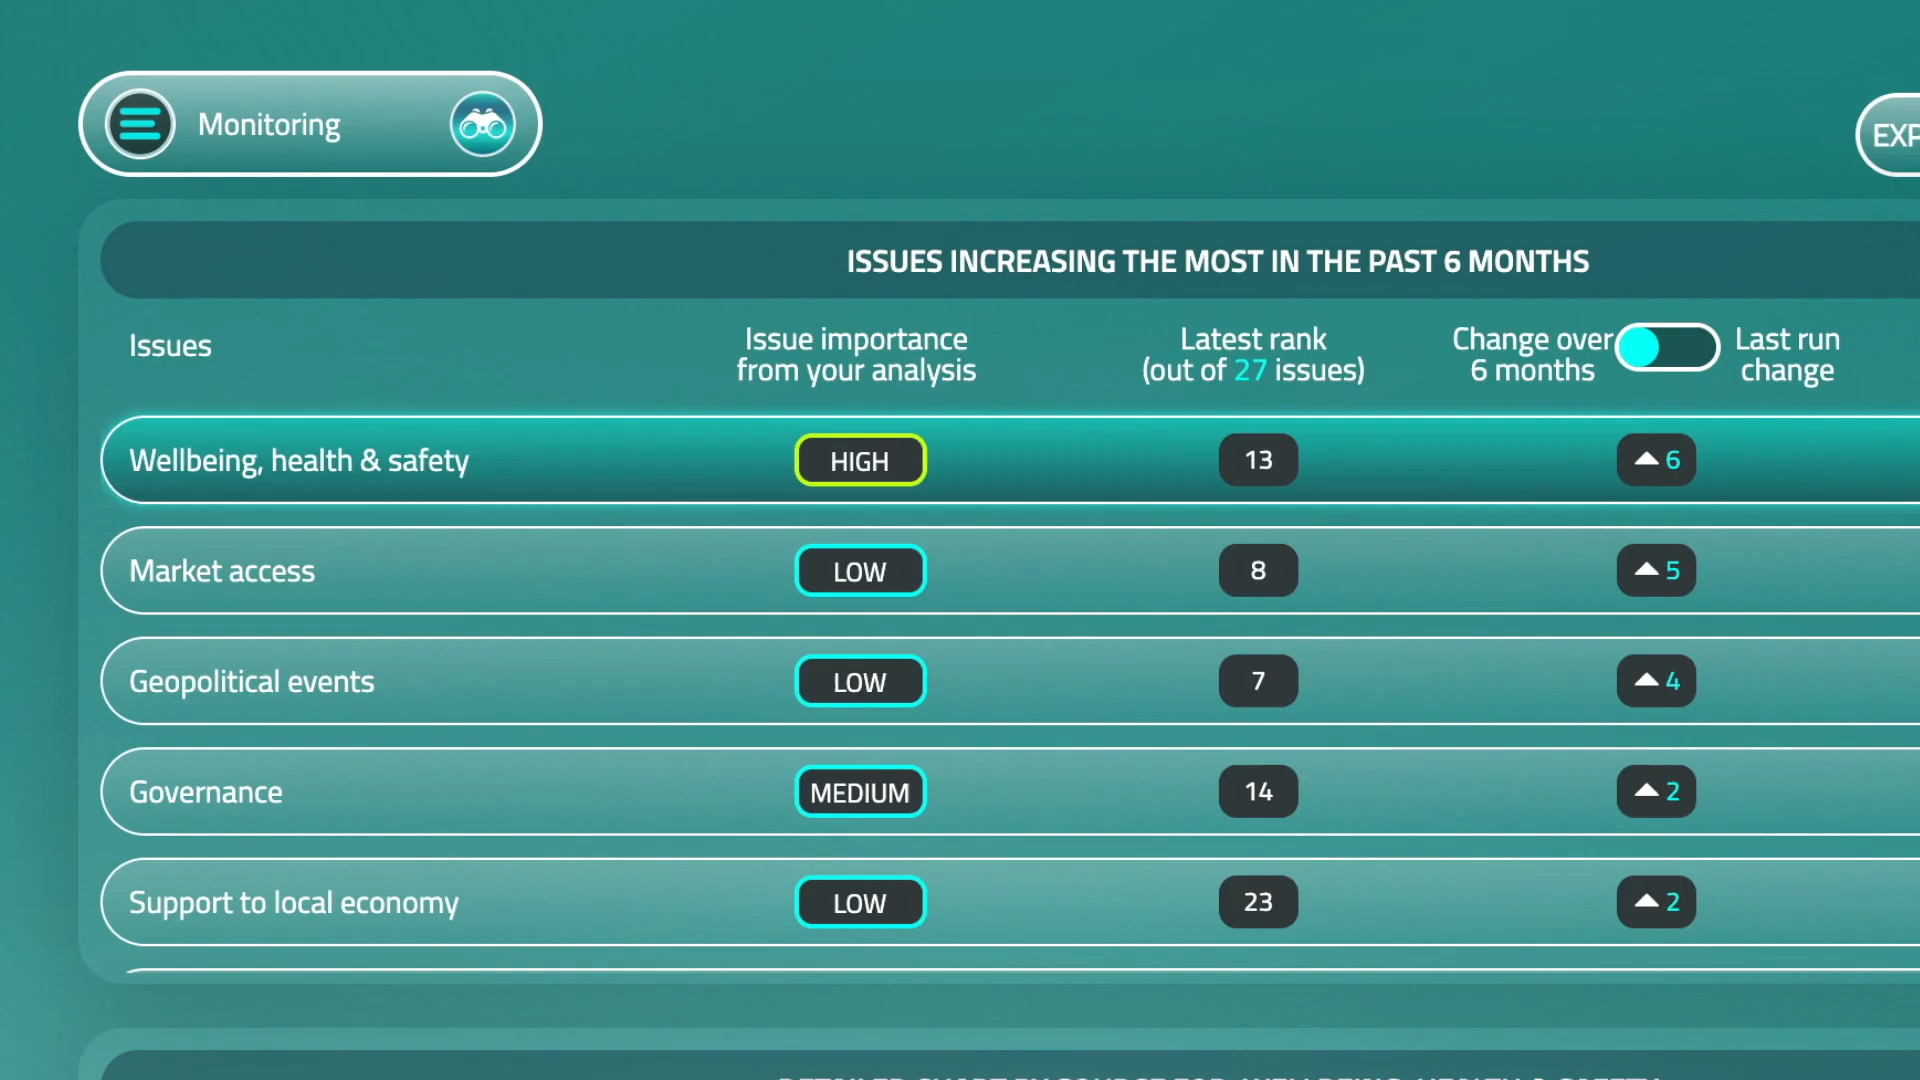 Monitoring
EXP
ISSUES INCREASING THE MOST IN THE PAST 6 MONTHS
Issues
Issue importance
from your analysis
Latest rank
(out of 27 issues)
Change over
6 months
Last run
change
Wellbeing, health & safety HIGH 13 6
Market access LOW 8 5
Geopolitical events LOW 7 4
Governance MEDIUM 14 2
Support to local economy LOW 23 2